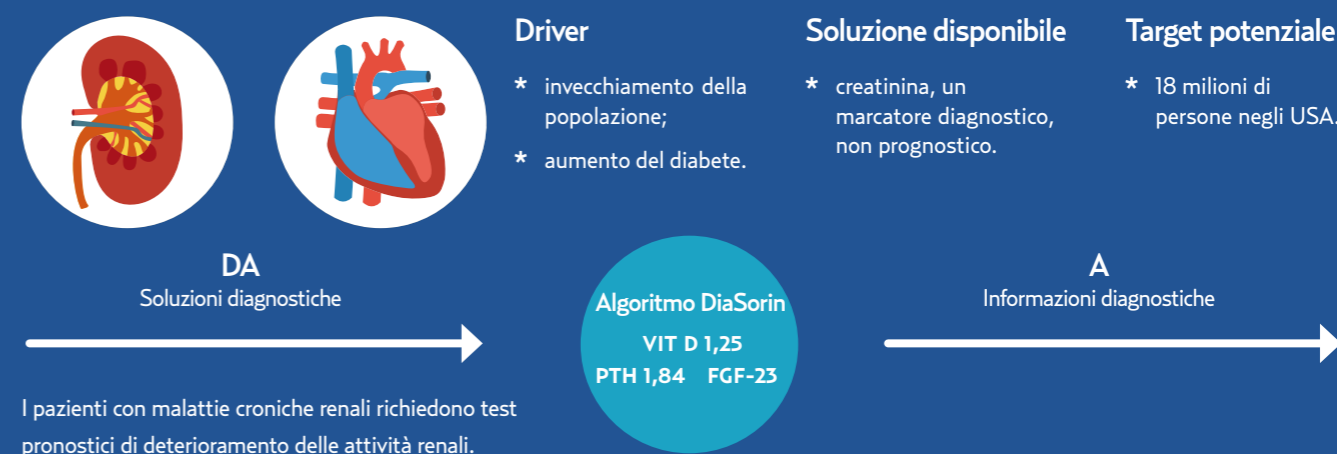 Driver
* invecchiamento della
popolazione;
* aumento del diabete.
Soluzione disponibile
* creatinina, un
marcatore diagnostico,
non prognostico.
Target potenziale
* 18 milioni di
persone negli USA.
DA
Soluzioni diagnostiche
Algoritmo DiaSorin
VIT D 1,25
PTH 1,84 FGF-23
A
Informazioni diagnostiche
I pazienti con malattie croniche renali richiedono test
pronostici di deterioramento delle attività renali.